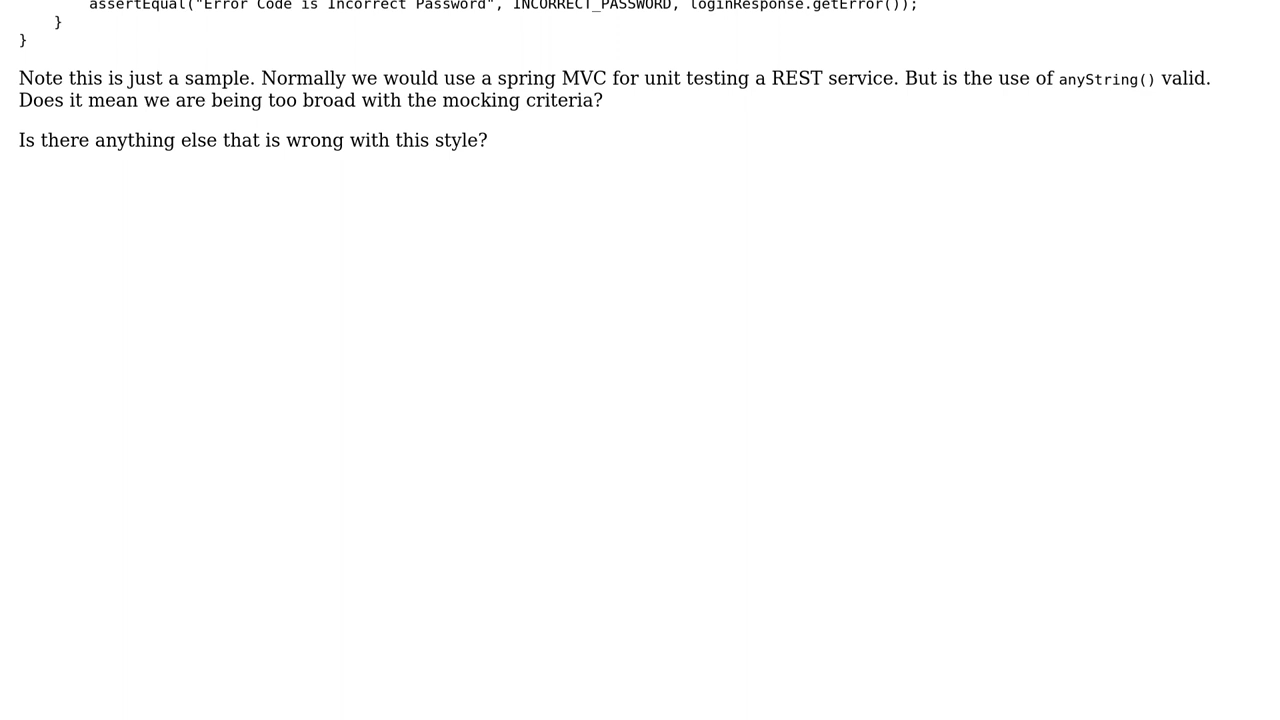 assertEqual("Error Code is Incorrect Password", INCORRECT_PASSWORD, loginResponse.getError());
    }
}
Note this is just a sample. Normally we would use a spring MVC for unit testing a REST service. But is the use of anyString() valid.
Does it mean we are being too broad with the mocking criteria?
Is there anything else that is wrong with this style?